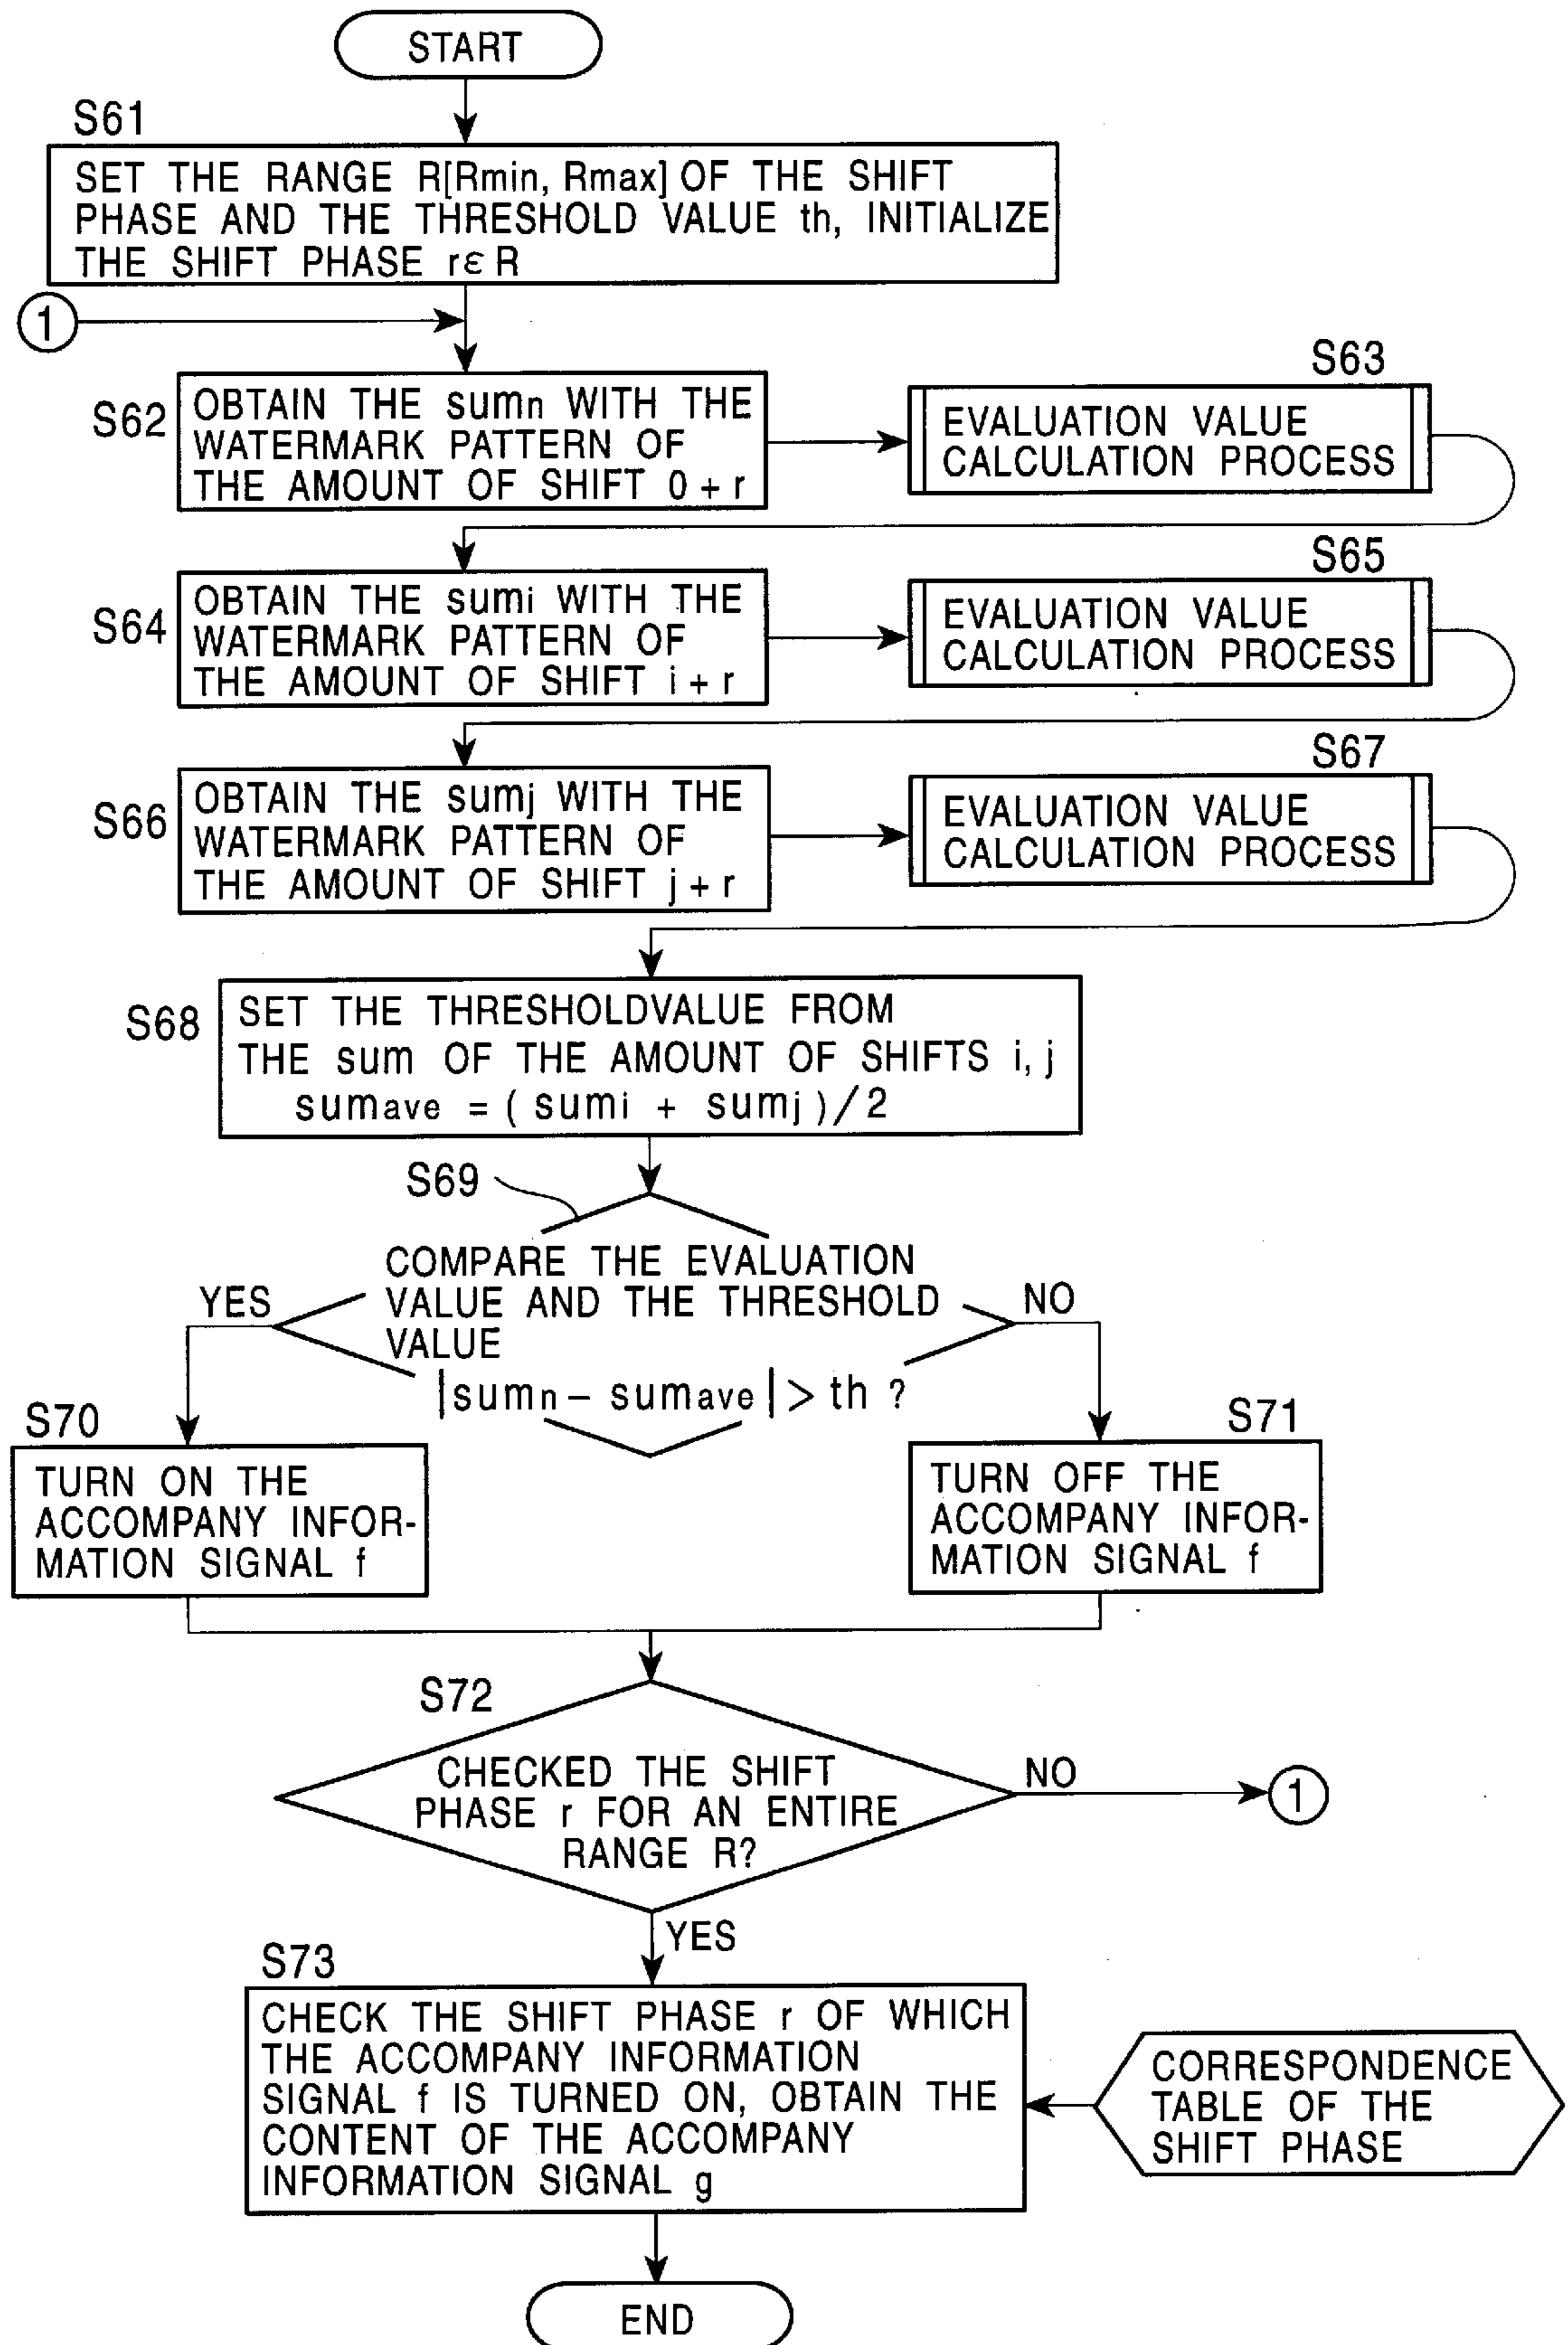 START
S61
SET THE RANGE R[Rmin, Rmax] OF THE SHIFT
PHASE AND THE THRESHOLD VALUE th, INITIALIZE
THE SHIFT PHASE rεR
1
S62
OBTAIN THE sumn WITH THE
WATERMARK PATTERN OF
THE AMOUNT OF SHIFT 0+r
S63
EVALUATION VALUE
CALCULATION PROCESS
S64
OBTAIN THE sumi WITH THE
WATERMARK PATTERN OF
THE AMOUNT OF SHIFT i+r
S65
EVALUATION VALUE
CALCULATION PROCESS
S66
OBTAIN THE sumj WITH THE
WATERMARK PATTERN OF
THE AMOUNT OF SHIFT j+r
S67
EVALUATION VALUE
CALCULATION PROCESS
S68
SET THE THRESHOLDVALUE FROM
THE sum OF THE AMOUNT OF SHIFTS i, j
sumave = ( sumi + sumj )/2
S69
COMPARE THE EVALUATION
VALUE AND THE THRESHOLD
VALUE
|sumn – sumave| > th ?
YES
NO
S70
TURN ON THE
ACCOMPANY INFOR-
MATION SIGNAL f
S71
TURN OFF THE
ACCOMPANY INFOR-
MATION SIGNAL f
S72
CHECKED THE SHIFT
PHASE r FOR AN ENTIRE
RANGE R?
NO
1
YES
S73
CHECK THE SHIFT PHASE r OF WHICH
THE ACCOMPANY INFORMATION
SIGNAL f IS TURNED ON, OBTAIN THE
CONTENT OF THE ACCOMPANY
INFORMATION SIGNAL g
CORRESPONDENCE
TABLE OF THE
SHIFT PHASE
END